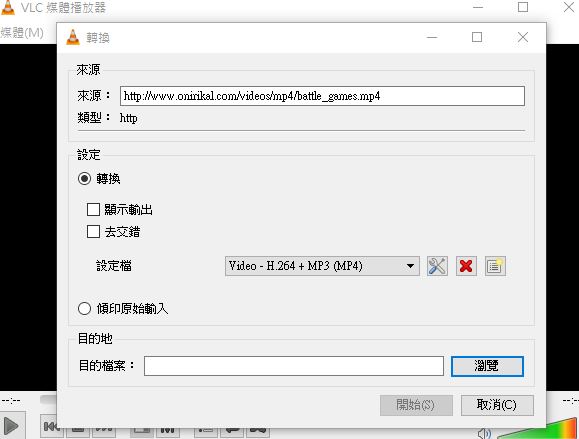 VLC 媒體播放器
媒體(M)
轉換
來源
來源： http://www.onirikal.com/videos/mp4/battle_games.mp4
類型： http
設定
轉換
顯示輸出
去交錯
設定檔 Video - H.264 + MP3 (MP4)
傾印原始輸入
目的地
目的檔案： 瀏覽
開始(S) 取消(C)
--:-- --:--